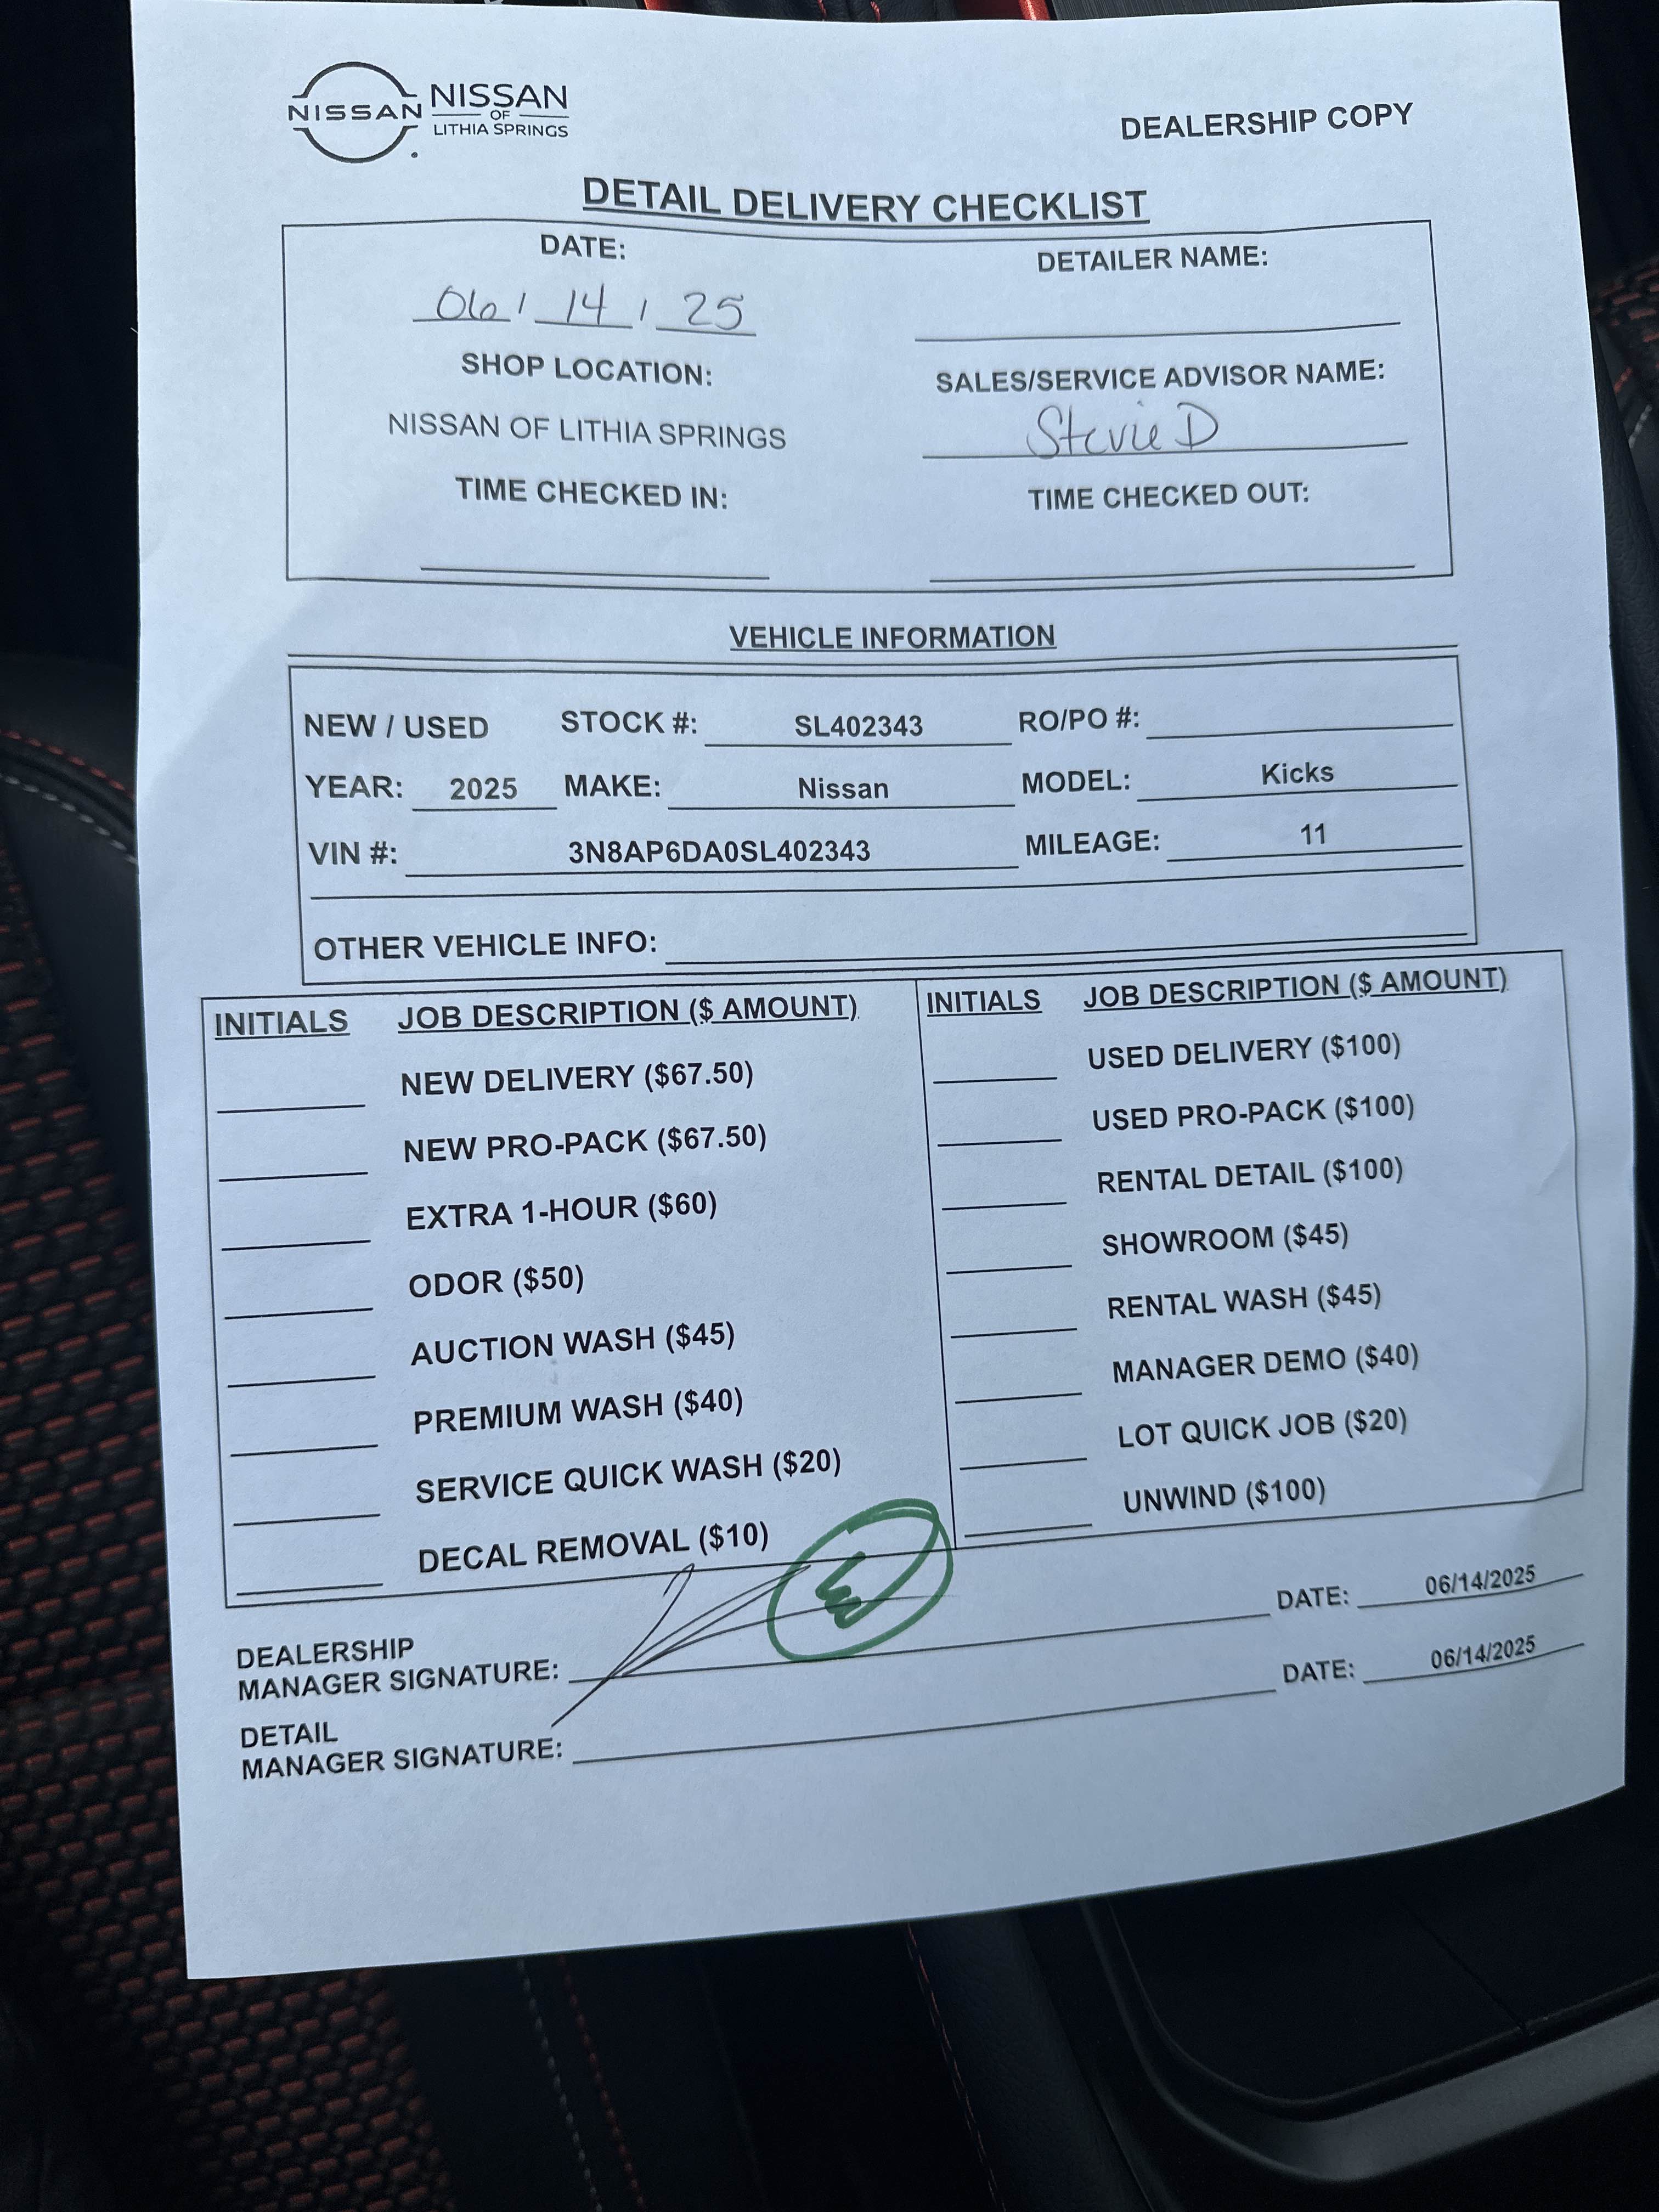 NISSAN
NISSAN
OF
LITHIA SPRINGS
DEALERSHIP COPY
DETAIL DELIVERY CHECKLIST
DATE:
06 / 14 / 25
DETAILER NAME:
SHOP LOCATION:
NISSAN OF LITHIA SPRINGS
SALES/SERVICE ADVISOR NAME:
Stevie D
TIME CHECKED IN:
TIME CHECKED OUT:
VEHICLE INFORMATION
NEW / USED STOCK #: SL402343 RO/PO #:
YEAR: 2025 MAKE: Nissan MODEL: Kicks
VIN #: 3N8AP6DA0SL402343 MILEAGE: 11
OTHER VEHICLE INFO:
INITIALS JOB DESCRIPTION ($ AMOUNT)
NEW DELIVERY ($67.50)
NEW PRO-PACK ($67.50)
EXTRA 1-HOUR ($60)
ODOR ($50)
AUCTION WASH ($45)
PREMIUM WASH ($40)
SERVICE QUICK WASH ($20)
DECAL REMOVAL ($10)
INITIALS JOB DESCRIPTION ($ AMOUNT)
USED DELIVERY ($100)
USED PRO-PACK ($100)
RENTAL DETAIL ($100)
SHOWROOM ($45)
RENTAL WASH ($45)
MANAGER DEMO ($40)
LOT QUICK JOB ($20)
UNWIND ($100)
DEALERSHIP
MANAGER SIGNATURE: DATE: 06/14/2025
DETAIL
MANAGER SIGNATURE: DATE: 06/14/2025